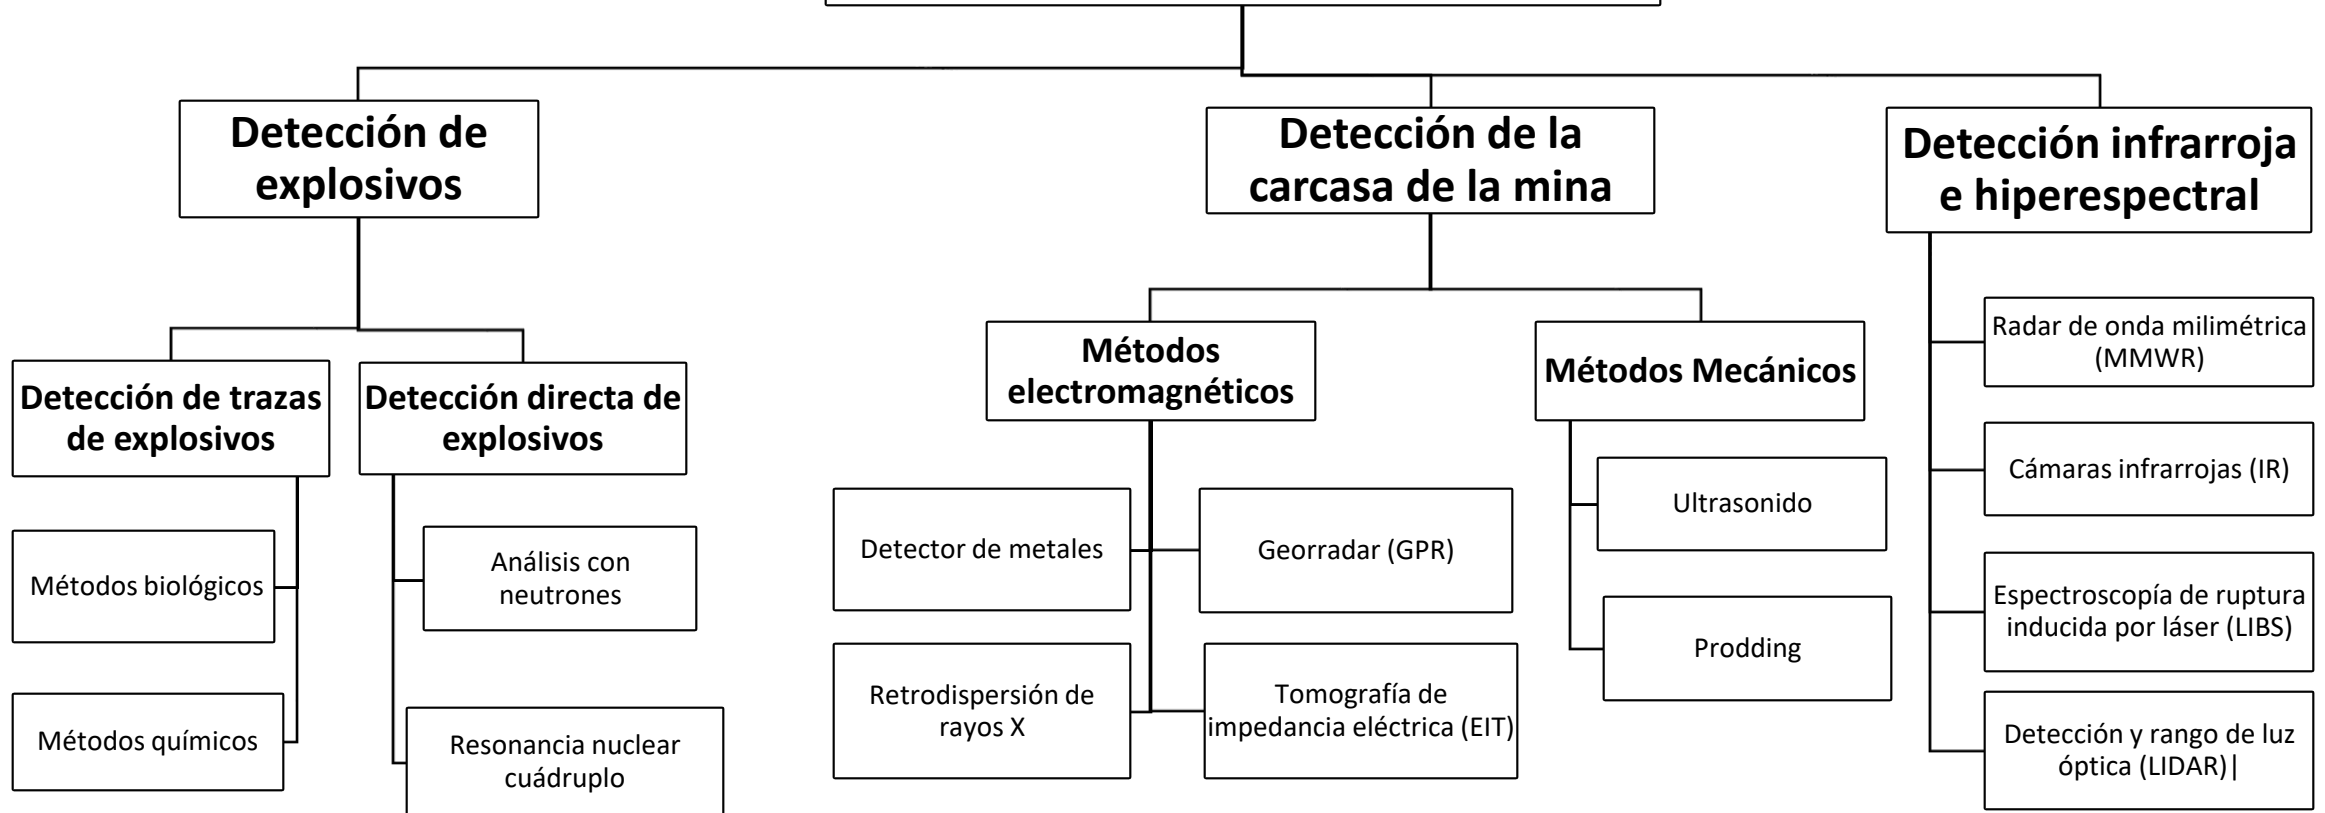 Detección de
explosivos
Detección de la
carcasa de la mina
Detección infrarroja
e hiperespectral
Detección de trazas
de explosivos
Detección directa de
explosivos
Métodos
electromagnéticos
Métodos Mecánicos
Métodos biológicos
Métodos químicos
Análisis con
neutrones
Resonancia nuclear
cuádruplo
Detector de metales
Georradar (GPR)
Retrodispersión de
rayos X
Tomografía de
impedancia eléctrica (EIT)
Ultrasonido
Prodding
Radar de onda milimétrica
(MMWR)
Cámaras infrarrojas (IR)
Espectroscopía de ruptura
inducida por láser (LIBS)
Detección y rango de luz
óptica (LIDAR)|